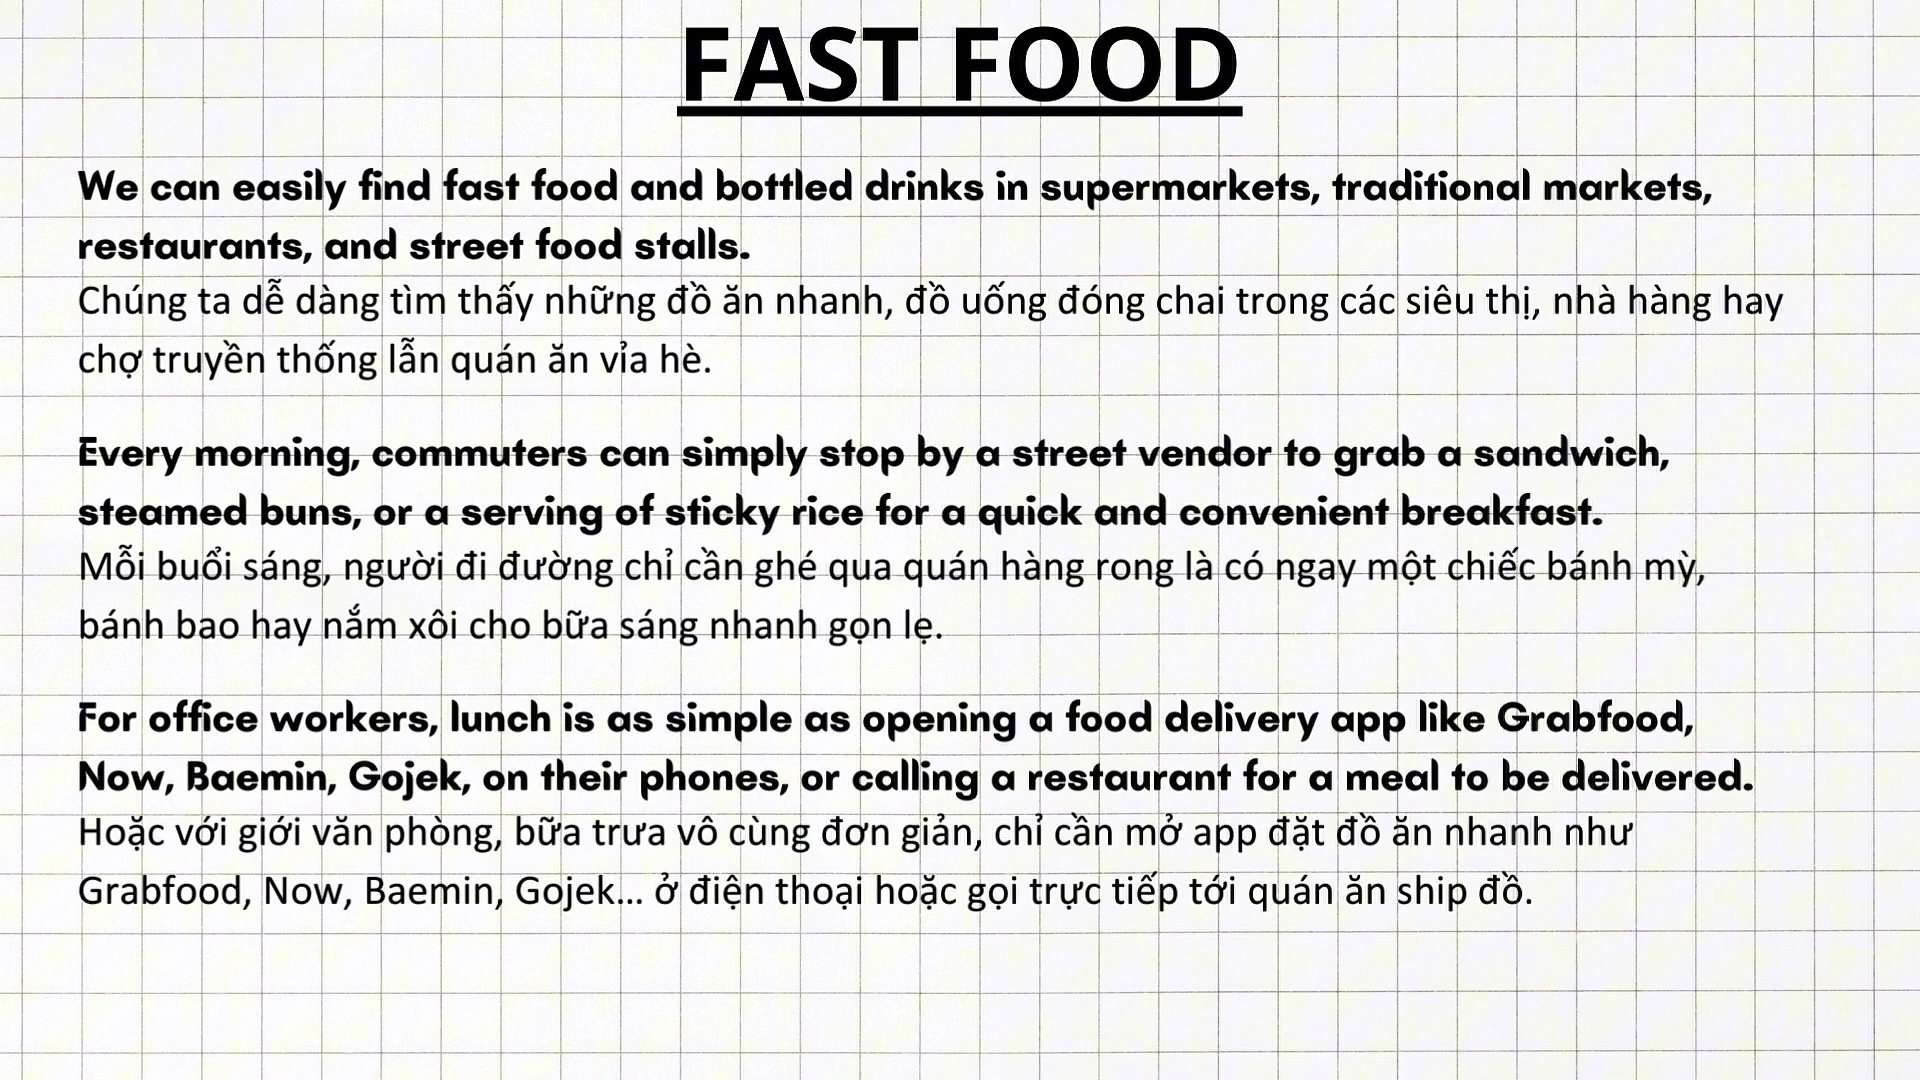 FAST FOOD
We can easily find fast food and bottled drinks in supermarkets, traditional markets,
restaurants, and street food stalls.
Chúng ta dễ dàng tìm thấy những đồ ăn nhanh, đồ uống đóng chai trong các siêu thị, nhà hàng hay
chợ truyền thống lẫn quán ăn vỉa hè.
Every morning, commuters can simply stop by a street vendor to grab a sandwich,
steamed buns, or a serving of sticky rice for a quick and convenient breakfast.
Mỗi buổi sáng, người đi đường chỉ cần ghé qua quán hàng rong là có ngay một chiếc bánh mỳ,
bánh bao hay nắm xôi cho bữa sáng nhanh gọn lẹ.
For office workers, lunch is as simple as opening a food delivery app like Grabfood,
Now, Baemin, Gojek, on their phones, or calling a restaurant for a meal to be delivered.
Hoặc với giới văn phòng, bữa trưa vô cùng đơn giản, chỉ cần mở app đặt đồ ăn nhanh như
Grabfood, Now, Baemin, Gojek... ở điện thoại hoặc gọi trực tiếp tới quán ăn ship đồ.